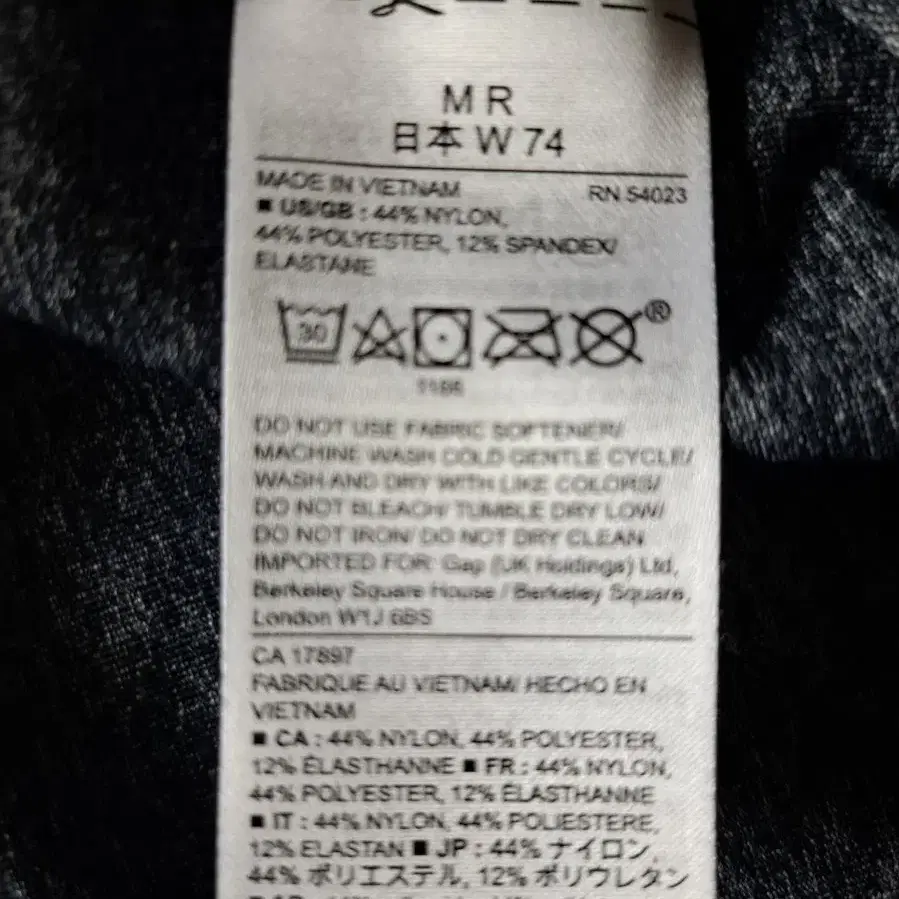 M R
日本 W 74
MADE IN VIETNAM RN 54023
■ US/GB : 44% NYLON,
44% POLYESTER, 12% SPANDEX/
ELASTANE
30
®
1186
DO NOT USE FABRIC SOFTENER/
MACHINE WASH COLD GENTLE CYCLE/
WASH AND DRY WITH LIKE COLORS/
DO NOT BLEACH/ TUMBLE DRY LOW/
DO NOT IRON/ DO NOT DRY CLEAN
IMPORTED FOR: Gap (UK Holdings) Ltd,
Berkeley Square House / Berkeley Square,
London W1J 6BS
CA 17897
FABRIQUE AU VIETNAM/ HECHO EN
VIETNAM
■ CA : 44% NYLON, 44% POLYESTER,
12% ÉLASTHANNE ■ FR : 44% NYLON,
44% POLYESTER, 12% ÉLASTHANNE
■ IT : 44% NYLON, 44% POLIESTERE,
12% ELASTAN ■ JP : 44% ナイロン,
44% ポリエステル, 12% ポリウレタン